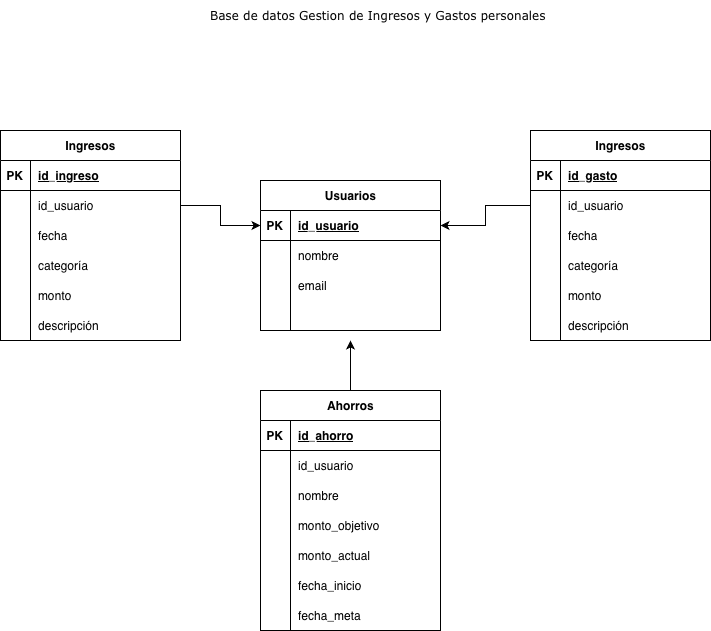 Base de datos Gestion de Ingresos y Gastos personales
Ingresos
PK id_ingreso
id_usuario
fecha
categoría
monto
descripción
Usuarios
PK id_usuario
nombre
email
Ingresos
PK id_gasto
id_usuario
fecha
categoría
monto
descripción
Ahorros
PK id_ahorro
id_usuario
nombre
monto_objetivo
monto_actual
fecha_inicio
fecha_meta